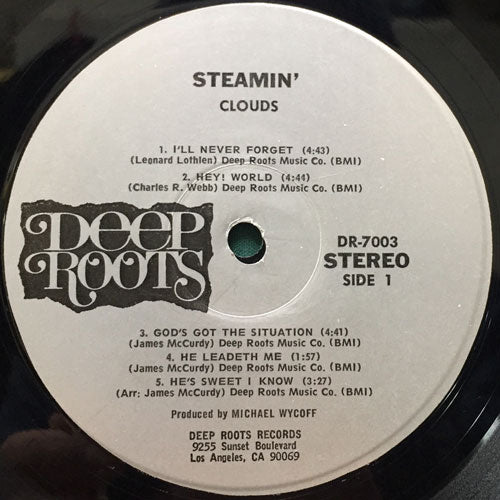 STEAMIN'
CLOUDS
1. I'LL NEVER FORGET (4:43)
(Leonard Lothlen) Deep Roots Music Co. (BMI)
2. HEY! WORLD (4:44)
(Charles R. Webb) Deep Roots Music Co. (BMI)
DEEP
ROOTS
DR-7003
STEREO
SIDE 1
3. GOD'S GOT THE SITUATION (4:41)
(James McCurdy) Deep Roots Music Co. (BMI)
4. HE LEADETH ME (1:57)
(James McCurdy) Deep Roots Music Co. (BMI)
5. HE'S SWEET I KNOW (3:27)
(Arr: James McCurdy) Deep Roots Music Co. (BMI)
Produced by MICHAEL WYCOFF
DEEP ROOTS RECORDS
9255 Sunset Boulevard
Los Angeles, CA 90069